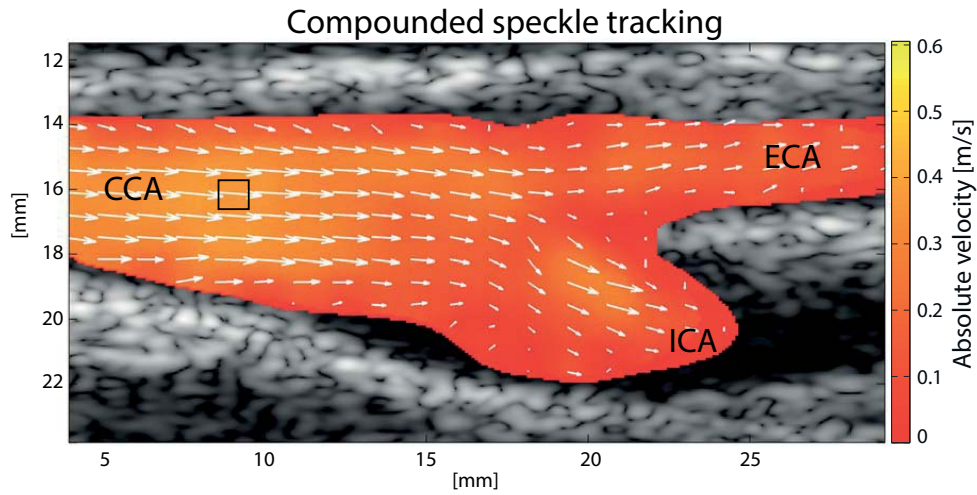 Compounded speckle tracking
12
14
16
18
20
22
[mm]
5
10
15
20
25
[mm]
CCA
ECA
ICA
0.6
0.5
0.4
0.3
0.2
0.1
0
Absolute velocity [m/s]